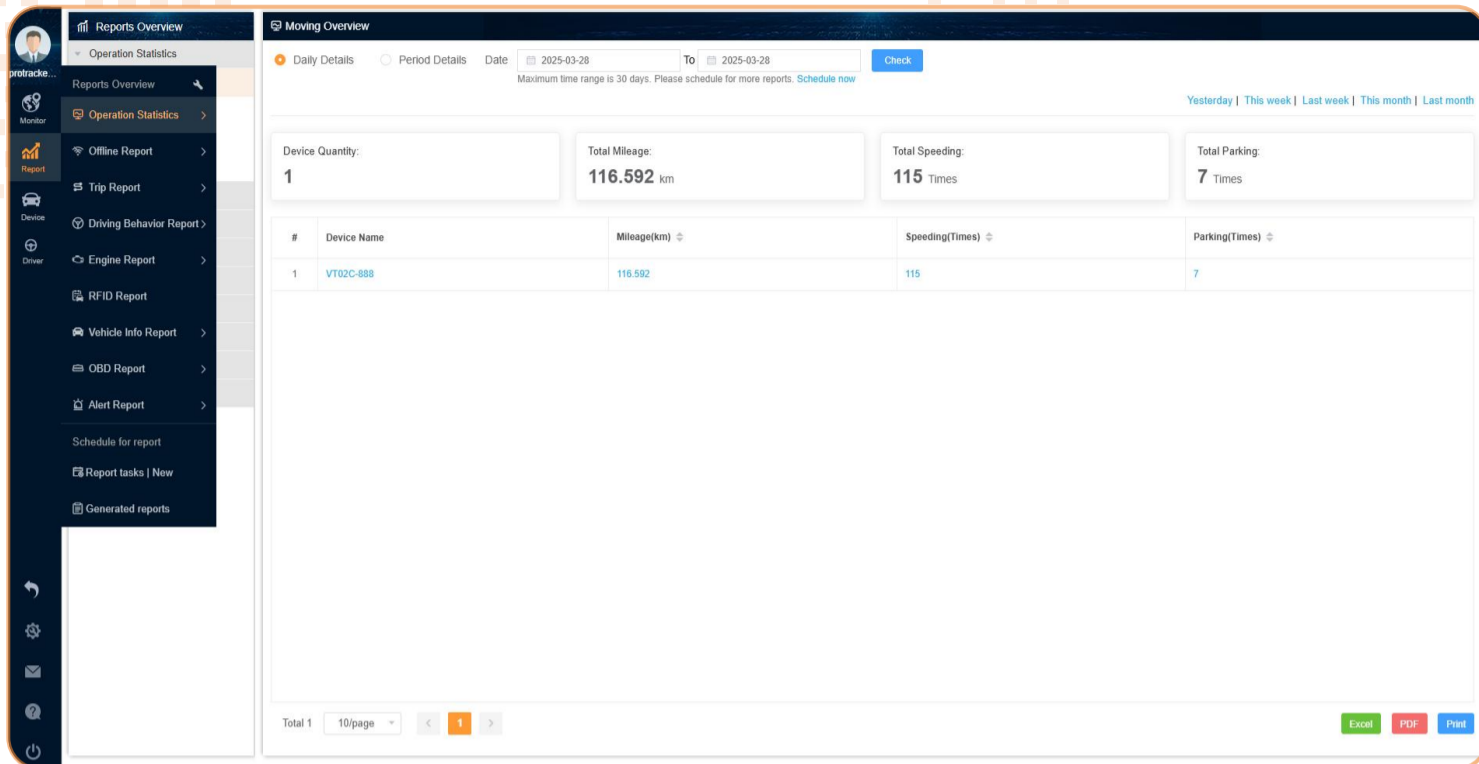 protracke...
Monitor
Report
Device
Driver
Reports Overview
Operation Statistics
Reports Overview
Operation Statistics
Offline Report
Trip Report
Driving Behavior Report
Engine Report
RFID Report
Vehicle Info Report
OBD Report
Alert Report
Schedule for report
Report tasks | New
Generated reports
Moving Overview
Daily Details Period Details Date 2025-03-28 To 2025-03-28 Check
Maximum time range is 30 days. Please schedule for more reports. Schedule now
Yesterday | This week | Last week | This month | Last month
Device Quantity: Total Mileage: Total Speeding: Total Parking:
1 116.592 km 115 Times 7 Times
# Device Name Mileage(km) Speeding(Times) Parking(Times)
1 VT02C-888 116.592 115 7
Total 1 10/page < 1 > Excel PDF Print